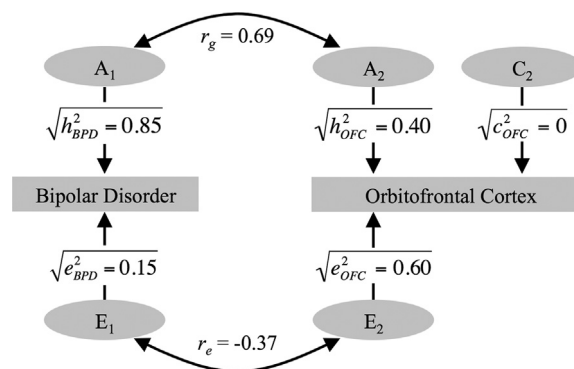 r_g = 0.69
A₁ A₂ C₂
√(h²_BPD = 0.85) √(h²_OFC = 0.40) √(c²_OFC = 0)
Bipolar Disorder Orbitofrontal Cortex
√(e²_BPD = 0.15) √(e²_OFC = 0.60)
E₁ E₂
r_e = -0.37